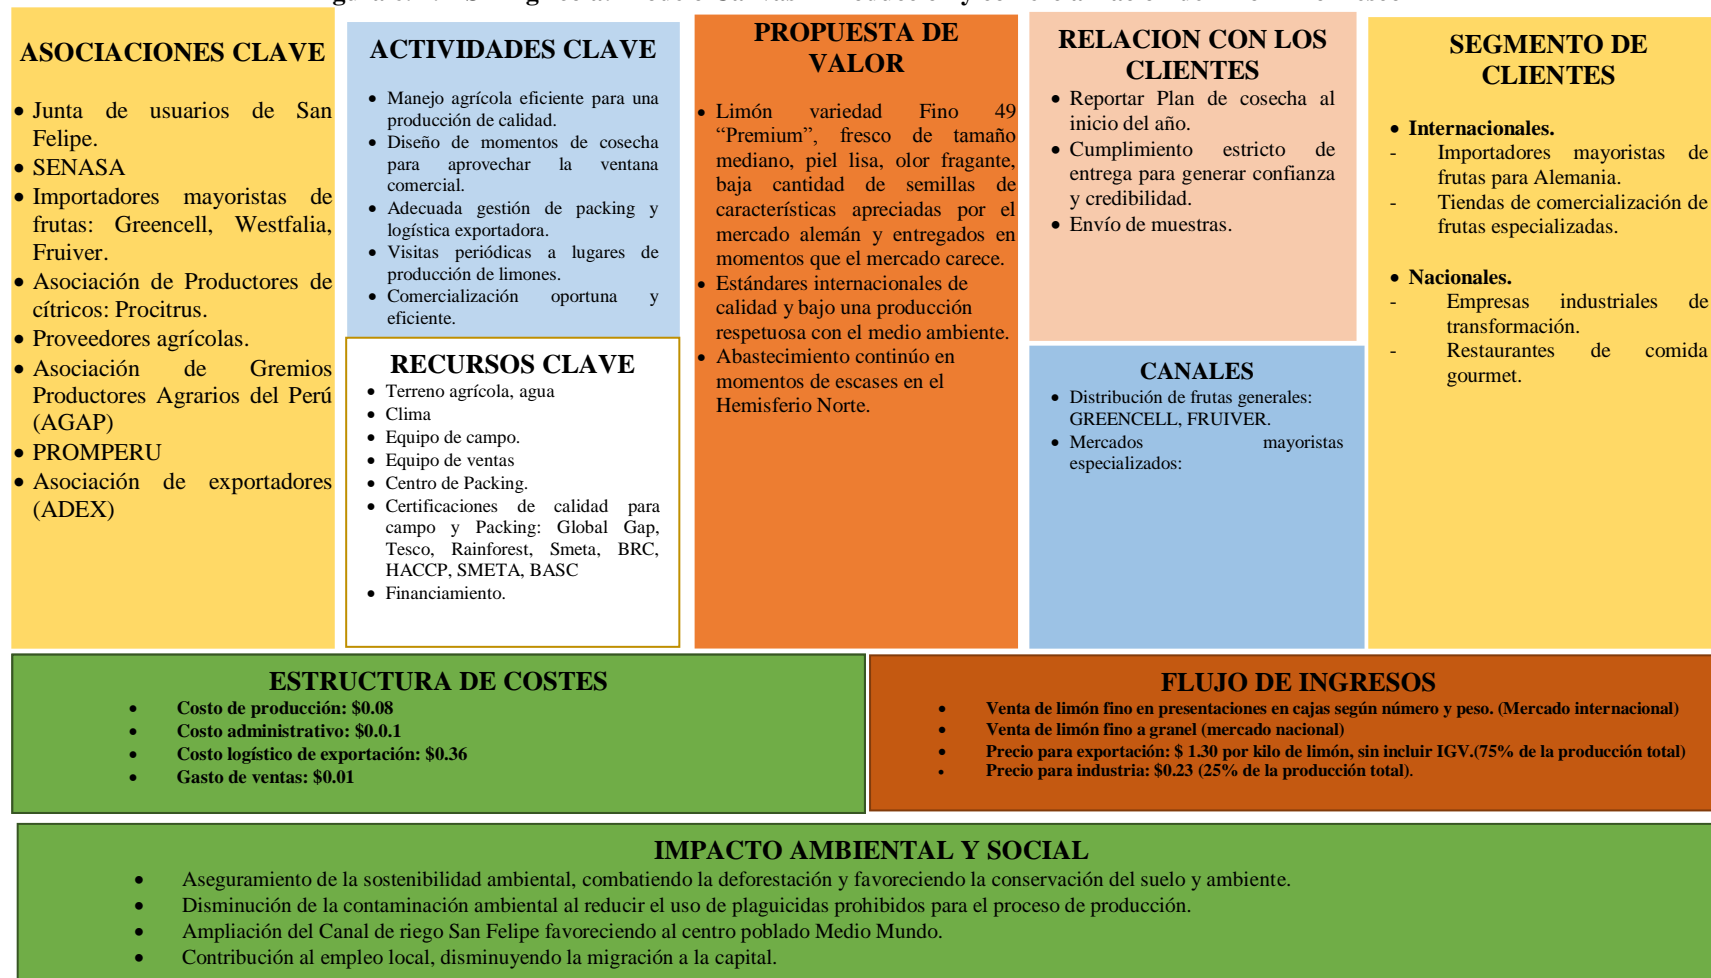 ASOCIACIONES CLAVE
• Junta de usuarios de San
Felipe.
• SENASA
• Importadores mayoristas de
frutas: Greencell, Westfalia,
Fruiver.
• Asociación de Productores de
cítricos: Procitrus.
• Proveedores agrícolas.
• Asociación de Gremios
Productores Agrarios del Perú
(AGAP)
• PROMPERU
• Asociación de exportadores
(ADEX)
ACTIVIDADES CLAVE
• Manejo agrícola eficiente para una
producción de calidad.
• Diseño de momentos de cosecha
para aprovechar la ventana
comercial.
• Adecuada gestión de packing y
logística exportadora.
• Visitas periódicas a lugares de
producción de limones.
• Comercialización oportuna y
eficiente.
RECURSOS CLAVE
• Terreno agrícola, agua
• Clima
• Equipo de campo.
• Equipo de ventas
• Centro de Packing.
• Certificaciones de calidad para
campo y Packing: Global Gap,
Tesco, Rainforest, Smeta, BRC,
HACCP, SMETA, BASC
• Financiamiento.
PROPUESTA DE
VALOR
• Limón variedad Fino 49
“Premium”, fresco de tamaño
mediano, piel lisa, olor fragante,
baja cantidad de semillas de
características apreciadas por el
mercado alemán y entregados en
momentos que el mercado carece.
• Estándares internacionales de
calidad y bajo una producción
respetuosa con el medio ambiente.
• Abastecimiento continúo en
momentos de escases en el
Hemisferio Norte.
RELACION CON LOS
CLIENTES
• Reportar Plan de cosecha al
inicio del año.
• Cumplimiento estricto de
entrega para generar confianza
y credibilidad.
• Envío de muestras.
CANALES
• Distribución de frutas generales:
GREENCELL, FRUIVER.
• Mercados mayoristas
especializados:
SEGMENTO DE
CLIENTES
• Internacionales.
- Importadores mayoristas de
frutas para Alemania.
- Tiendas de comercialización de
frutas especializadas.
• Nacionales.
- Empresas industriales de
transformación.
- Restaurantes de comida
gourmet.
ESTRUCTURA DE COSTES
• Costo de producción: $0.08
• Costo administrativo: $0.0.1
• Costo logístico de exportación: $0.36
• Gasto de ventas: $0.01
FLUJO DE INGRESOS
• Venta de limón fino en presentaciones en cajas según número y peso. (Mercado internacional)
• Venta de limón fino a granel (mercado nacional)
• Precio para exportación: $ 1.30 por kilo de limón, sin incluir IGV.(75% de la producción total)
• Precio para industria: $0.23 (25% de la producción total).
IMPACTO AMBIENTAL Y SOCIAL
• Aseguramiento de la sostenibilidad ambiental, combatiendo la deforestación y favoreciendo la conservación del suelo y ambiente.
• Disminución de la contaminación ambiental al reducir el uso de plaguicidas prohibidos para el proceso de producción.
• Ampliación del Canal de riego San Felipe favoreciendo al centro poblado Medio Mundo.
• Contribución al empleo local, disminuyendo la migración a la capital.